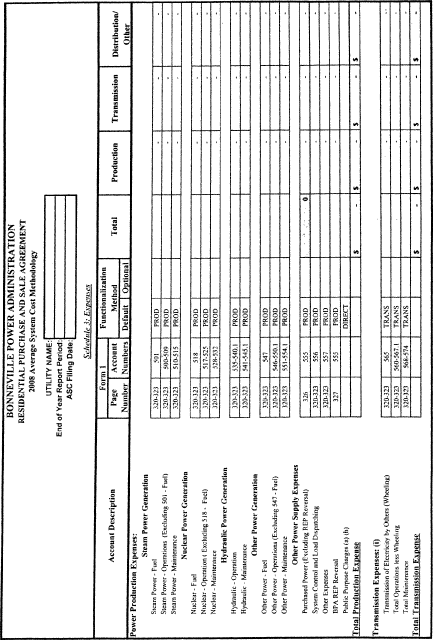 BONNEVILLE POWER ADMINISTRATION
RESIDENTIAL PURCHASE AND SALE AGREEMENT
2008 Average System Cost Methodology
UTILITY NAME:
End of Year Report Period:
ASC Filing Date:
Schedule 3: Expenses
Account Description | Form 1 Page Number | Account Numbers | Functionalization Method Default | Optional | Total | Production | Transmission | Distribution/ Other
Power Production Expenses:
Steam Power Generation
Steam Power - Fuel 320-323 501 PROD - - - -
Steam Power - Operations (Excluding 501 - Fuel) 320-323 500-509 PROD - - - -
Steam Power - Maintenance 320-323 510-515 PROD - - - -
Nuclear Power Generation
Nuclear - Fuel 320-323 518 PROD - - - -
Nuclear - Operation (Excluding 518 - Fuel) 320-323 517-525 PROD - - - -
Nuclear - Maintenance 320-323 528-532 PROD - - - -
Hydraulic Power Generation
Hydraulic - Operation 320-323 535-540.1 PROD - - - -
Hydraulic - Maintenance 320-323 541-545.1 PROD - - - -
Other Power Generation
Other Power - Fuel 320-323 547 PROD - - - -
Other Power - Operations (Excluding 547 - Fuel) 320-323 546-550.1 PROD - - - -
Other Power - Maintenance 320-323 551-554.1 PROD - - - -
Other Power Supply Expenses
Purchased Power (Excluding REP Reversal) 326 555 PROD 0 - - -
System Control and Load Dispatching 320-323 556 PROD - - - -
Other Expenses 320-323 557 PROD - - - -
BPA REP Reversal 327 555 PROD - - - -
Public Purpose Charges (a) (h) DIRECT - - - -
Total Production Expense $ - $ - $ - $ -
Transmission Expenses: (i)
Transmission of Electricity by Others (Wheeling) 320-323 565 TRANS - - - -
Total Operations less Wheeling 320-323 560-567.1 TRANS - - - -
Total Maintenance 320-323 568-574 TRANS - - - -
Total Transmission Expense $ - $ - $ - $ -